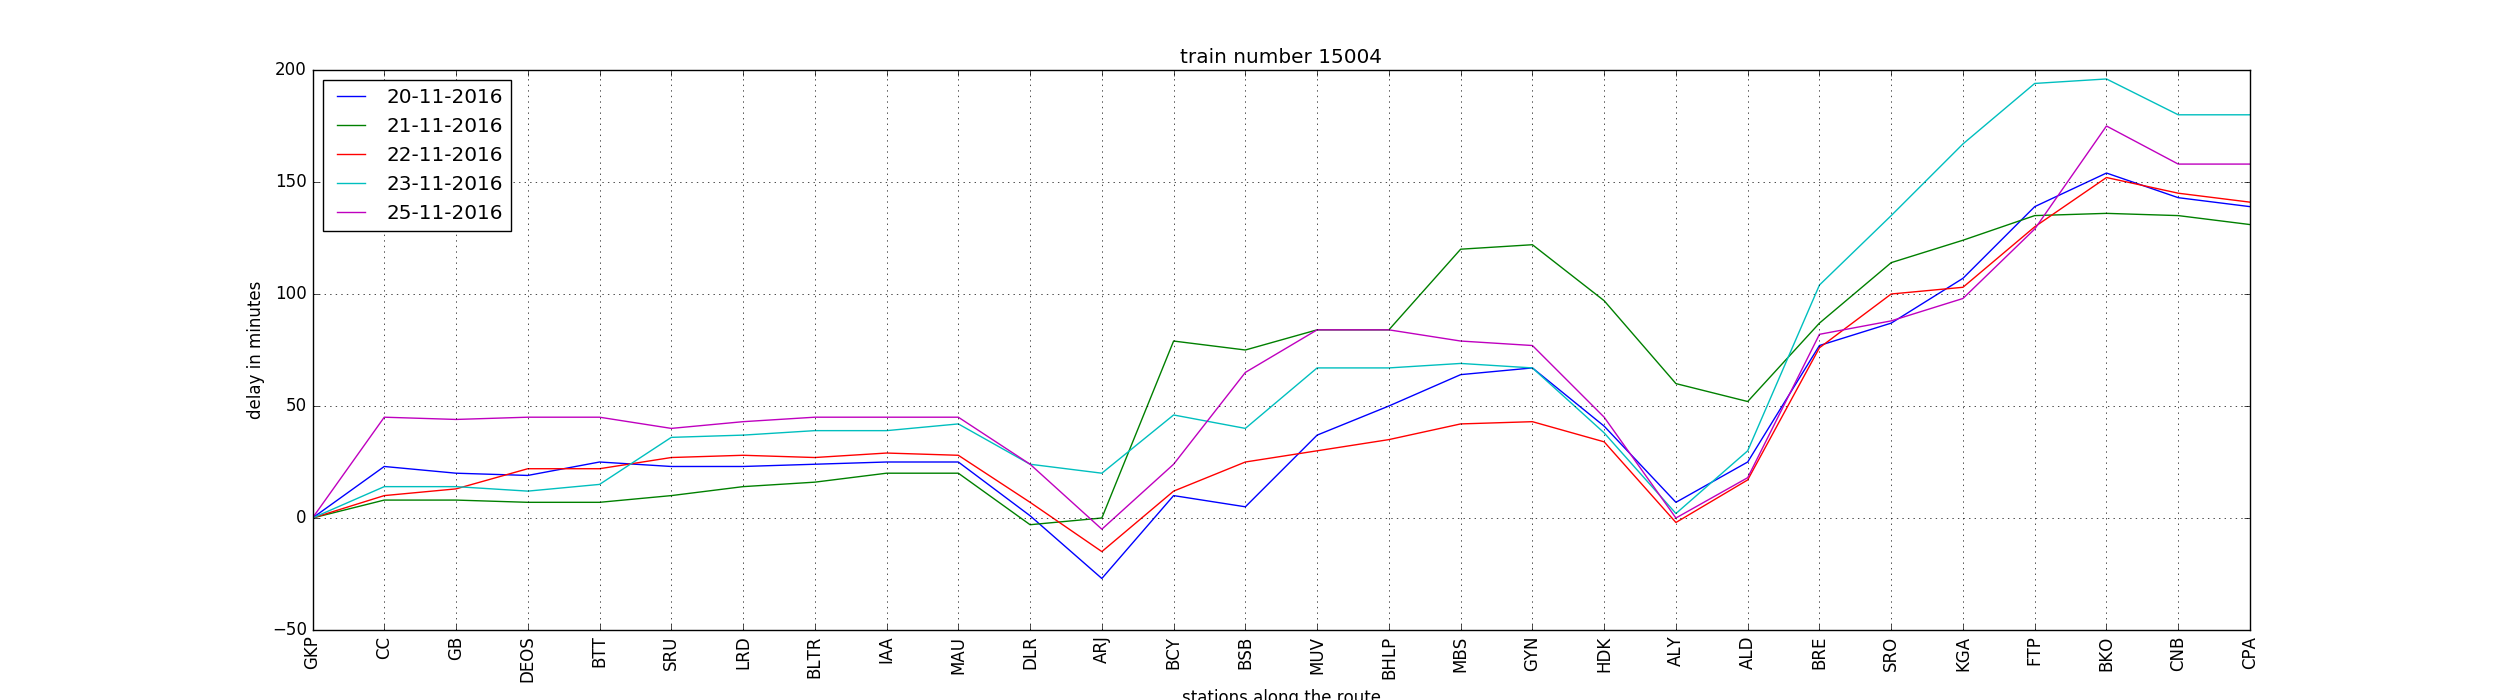 train number 15004
200
150
100
50
0
−50
delay in minutes
20-11-2016
21-11-2016
22-11-2016
23-11-2016
25-11-2016
GKP
CC
GB
DEOS
BTT
SRU
LRD
BLTR
IAA
MAU
DLR
ARJ
BCY
BSB
MUV
BHLP
MBS
GYN
HDK
ALY
ALD
BRE
SRO
KGA
FTP
BKO
CNB
CPA
stations along the route